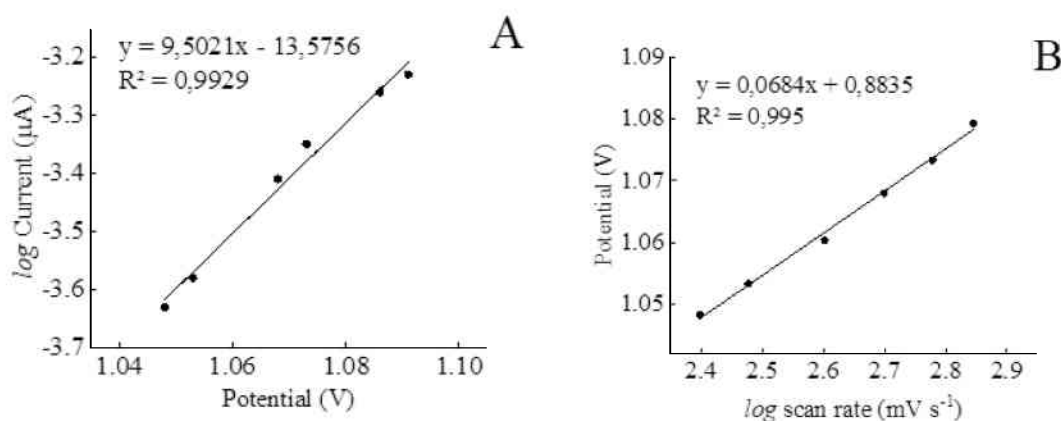 A
y = 9,5021x - 13,5756
R² = 0,9929
log Current (µA)
-3.2
-3.3
-3.4
-3.5
-3.6
-3.7
1.04 1.06 1.08 1.10
Potential (V)
B
y = 0,0684x + 0,8835
R² = 0,995
Potential (V)
1.09
1.08
1.07
1.06
1.05
2.4 2.5 2.6 2.7 2.8 2.9
log scan rate (mV s⁻¹)